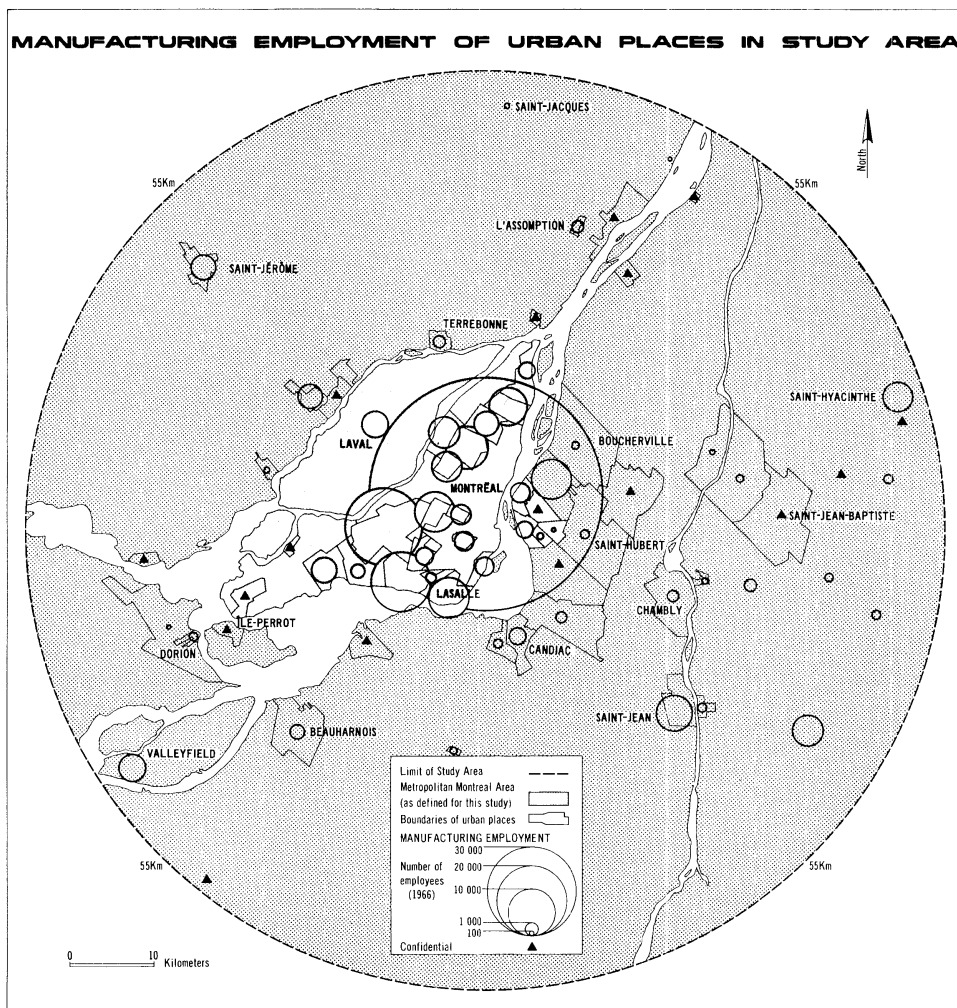 MANUFACTURING EMPLOYMENT OF URBAN PLACES IN STUDY AREA
SAINT-JACQUES
North
55Km
55Km
L'ASSOMPTION
SAINT-JÉRÔME
TERREBONNE
SAINT-HYACINTHE
LAVAL
BOUCHERVILLE
MONTRÉAL
SAINT-JEAN-BAPTISTE
SAINT-HUBERT
LASALLE
CHAMBLY
ÎLE-PERROT
DORION
CANDIAC
SAINT-JEAN
BEAUHARNOIS
VALLEYFIELD
Limit of Study Area
Metropolitan Montreal Area
(as defined for this study)
Boundaries of urban places
MANUFACTURING EMPLOYMENT
30 000
Number of
employees
(1966)
20 000
10 000
1 000
100
Confidential
55Km
55Km
0 10
Kilometers